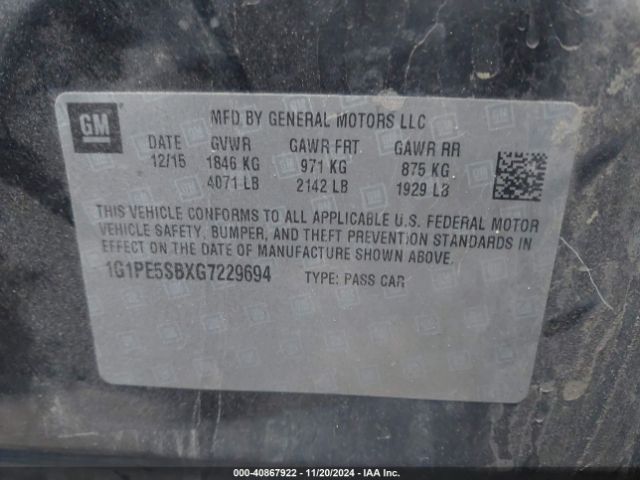 GM
MFD BY GENERAL MOTORS LLC
DATE GVWR GAWR FRT. GAWR RR
12/15 1846 KG 971 KG 875 KG
4071 LB 2142 LB 1929 LB
THIS VEHICLE CONFORMS TO ALL APPLICABLE U.S. FEDERAL MOTOR
VEHICLE SAFETY, BUMPER, AND THEFT PREVENTION STANDARDS IN
EFFECT ON THE DATE OF MANUFACTURE SHOWN ABOVE.
1G1PE5SBXG7229694 TYPE: PASS CAR
000-40867922 - 11/20/2024 - IAA Inc.